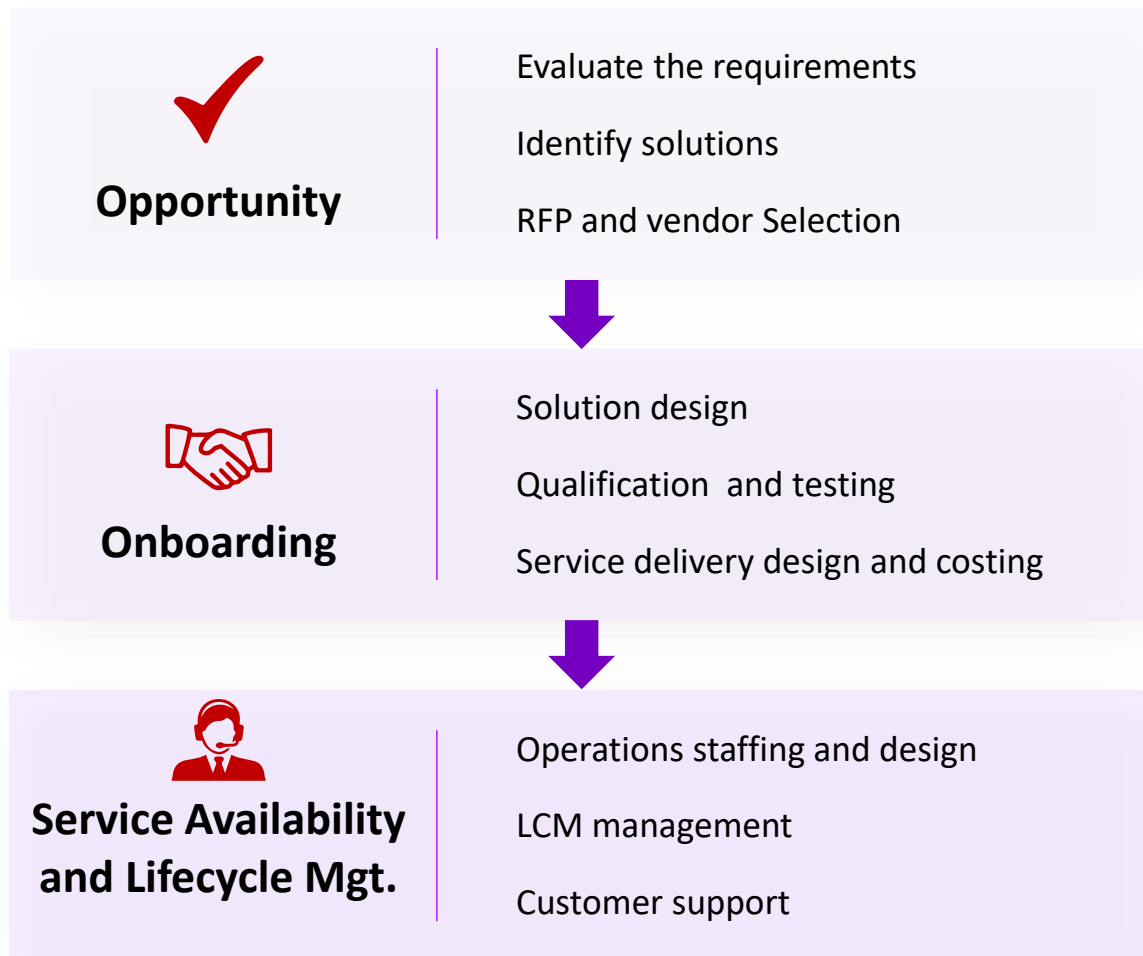 Opportunity
Evaluate the requirements
Identify solutions
RFP and vendor Selection
Onboarding
Solution design
Qualification  and testing
Service delivery design and costing
Service Availability
and Lifecycle Mgt.
Operations staffing and design
LCM management
Customer support